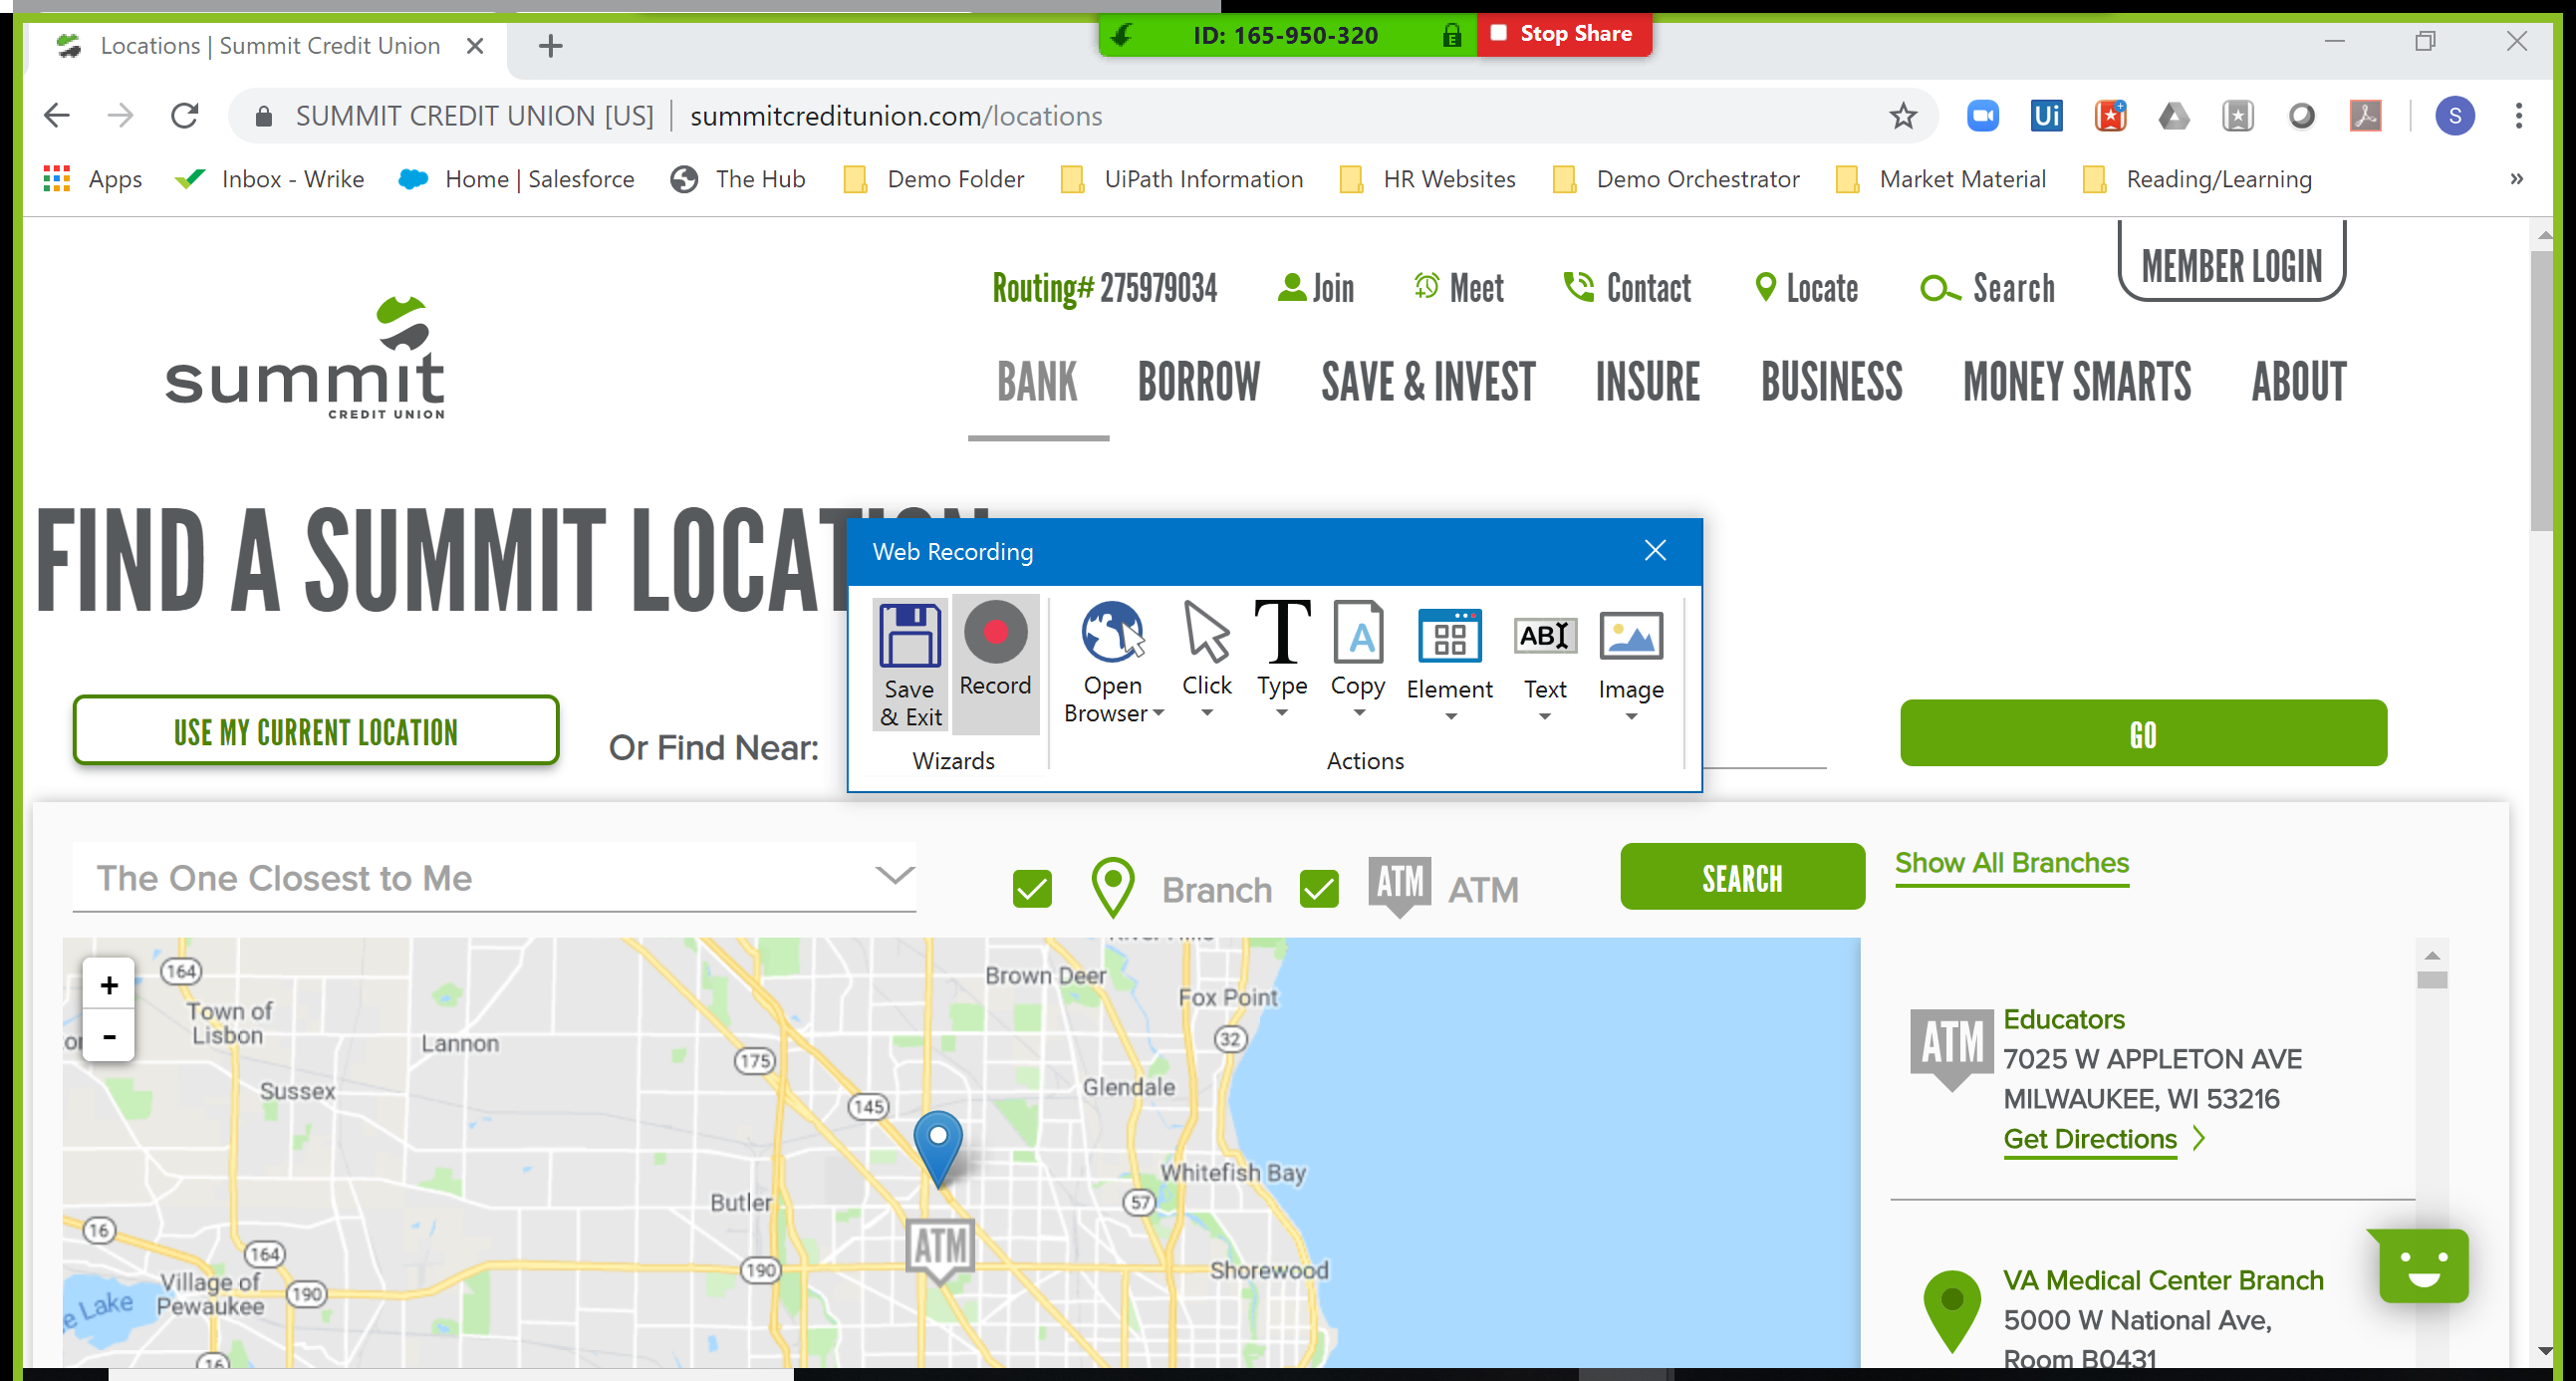 Locations | Summit Credit Union
ID: 165-950-320
Stop Share
SUMMIT CREDIT UNION [US] | summitcreditunion.com/locations
Ui
S
Apps
Inbox - Wrike
Home | Salesforce
The Hub
Demo Folder
UiPath Information
HR Websites
Demo Orchestrator
Market Material
Reading/Learning
»
Routing# 275979034
Join
Meet
Contact
Locate
Search
MEMBER LOGIN
summit
CREDIT UNION
BANK
BORROW
SAVE & INVEST
INSURE
BUSINESS
MONEY SMARTS
ABOUT
FIND A SUMMIT LOCATION
Web Recording
Save
& Exit
Record
Wizards
Open
Browser
Click
Type
Copy
Element
Text
Image
Actions
USE MY CURRENT LOCATION
Or Find Near:
GO
The One Closest to Me
Branch
ATM
ATM
SEARCH
Show All Branches
+
-
164
Town of
Lisbon
Lannon
Sussex
175
145
Brown Deer
Fox Point
32
Glendale
Whitefish Bay
57
Butler
16
164
190
ATM
190
Shorewood
Village of
Pewaukee
Lake
16
ATM
Educators
7025 W APPLETON AVE
MILWAUKEE, WI 53216
Get Directions
VA Medical Center Branch
5000 W National Ave,
Room B0431